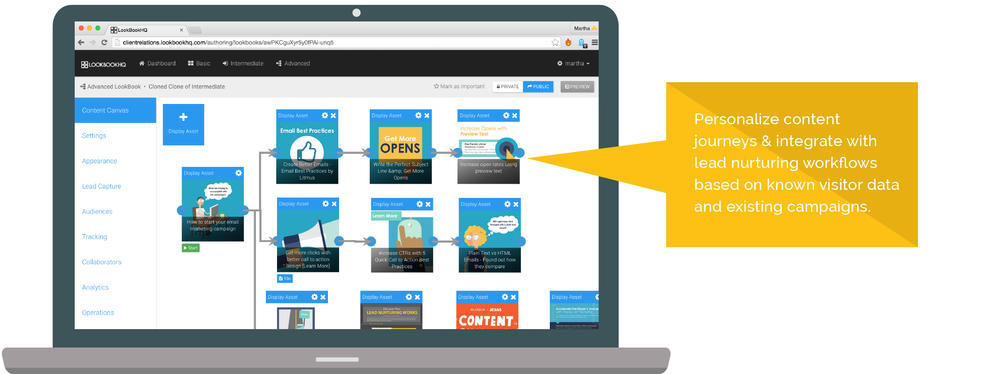 LookBookHQ
Martha
clientrelations.lookbookhq.com/authoring/lookbooks/awPKCguXyr5y0fPAi-unq5
LOOKBOOKHQ
Dashboard
Basic
Intermediate
Advanced
martha
Advanced LookBook • Cloned Clone of Intermediate
Mark as Important
PRIVATE
PUBLIC
PREVIEW
Content Canvas
Settings
Appearance
Lead Capture
Audiences
Tracking
Collaborators
Analytics
Operations
Display Asset
Display Asset
How to start your email
marketing campaign
Start
Display Asset
Email Best Practices
Create Better Emails -
Email Best Practices by
Litmus
Display Asset
Get More
OPENS
Write the Perfect Subject
Line &amp; Get More
Opens
Display Asset
Increase Opens with
Preview Text
Increase open rates using
preview text
Display Asset
Get more clicks with
better call to action
design [Learn More]
Display Asset
Learn More
Increase CTRs with 5
Quick Call to Action Best
Practices
Display Asset
Plain Text vs HTML
Emails - Found out how
they compare
Display Asset
Display Asset
LEAD NURTURING WORKS
Display Asset
CONTENT
Display Asset
Personalize content
journeys & integrate with
lead nurturing workflows
based on known visitor data
and existing campaigns.